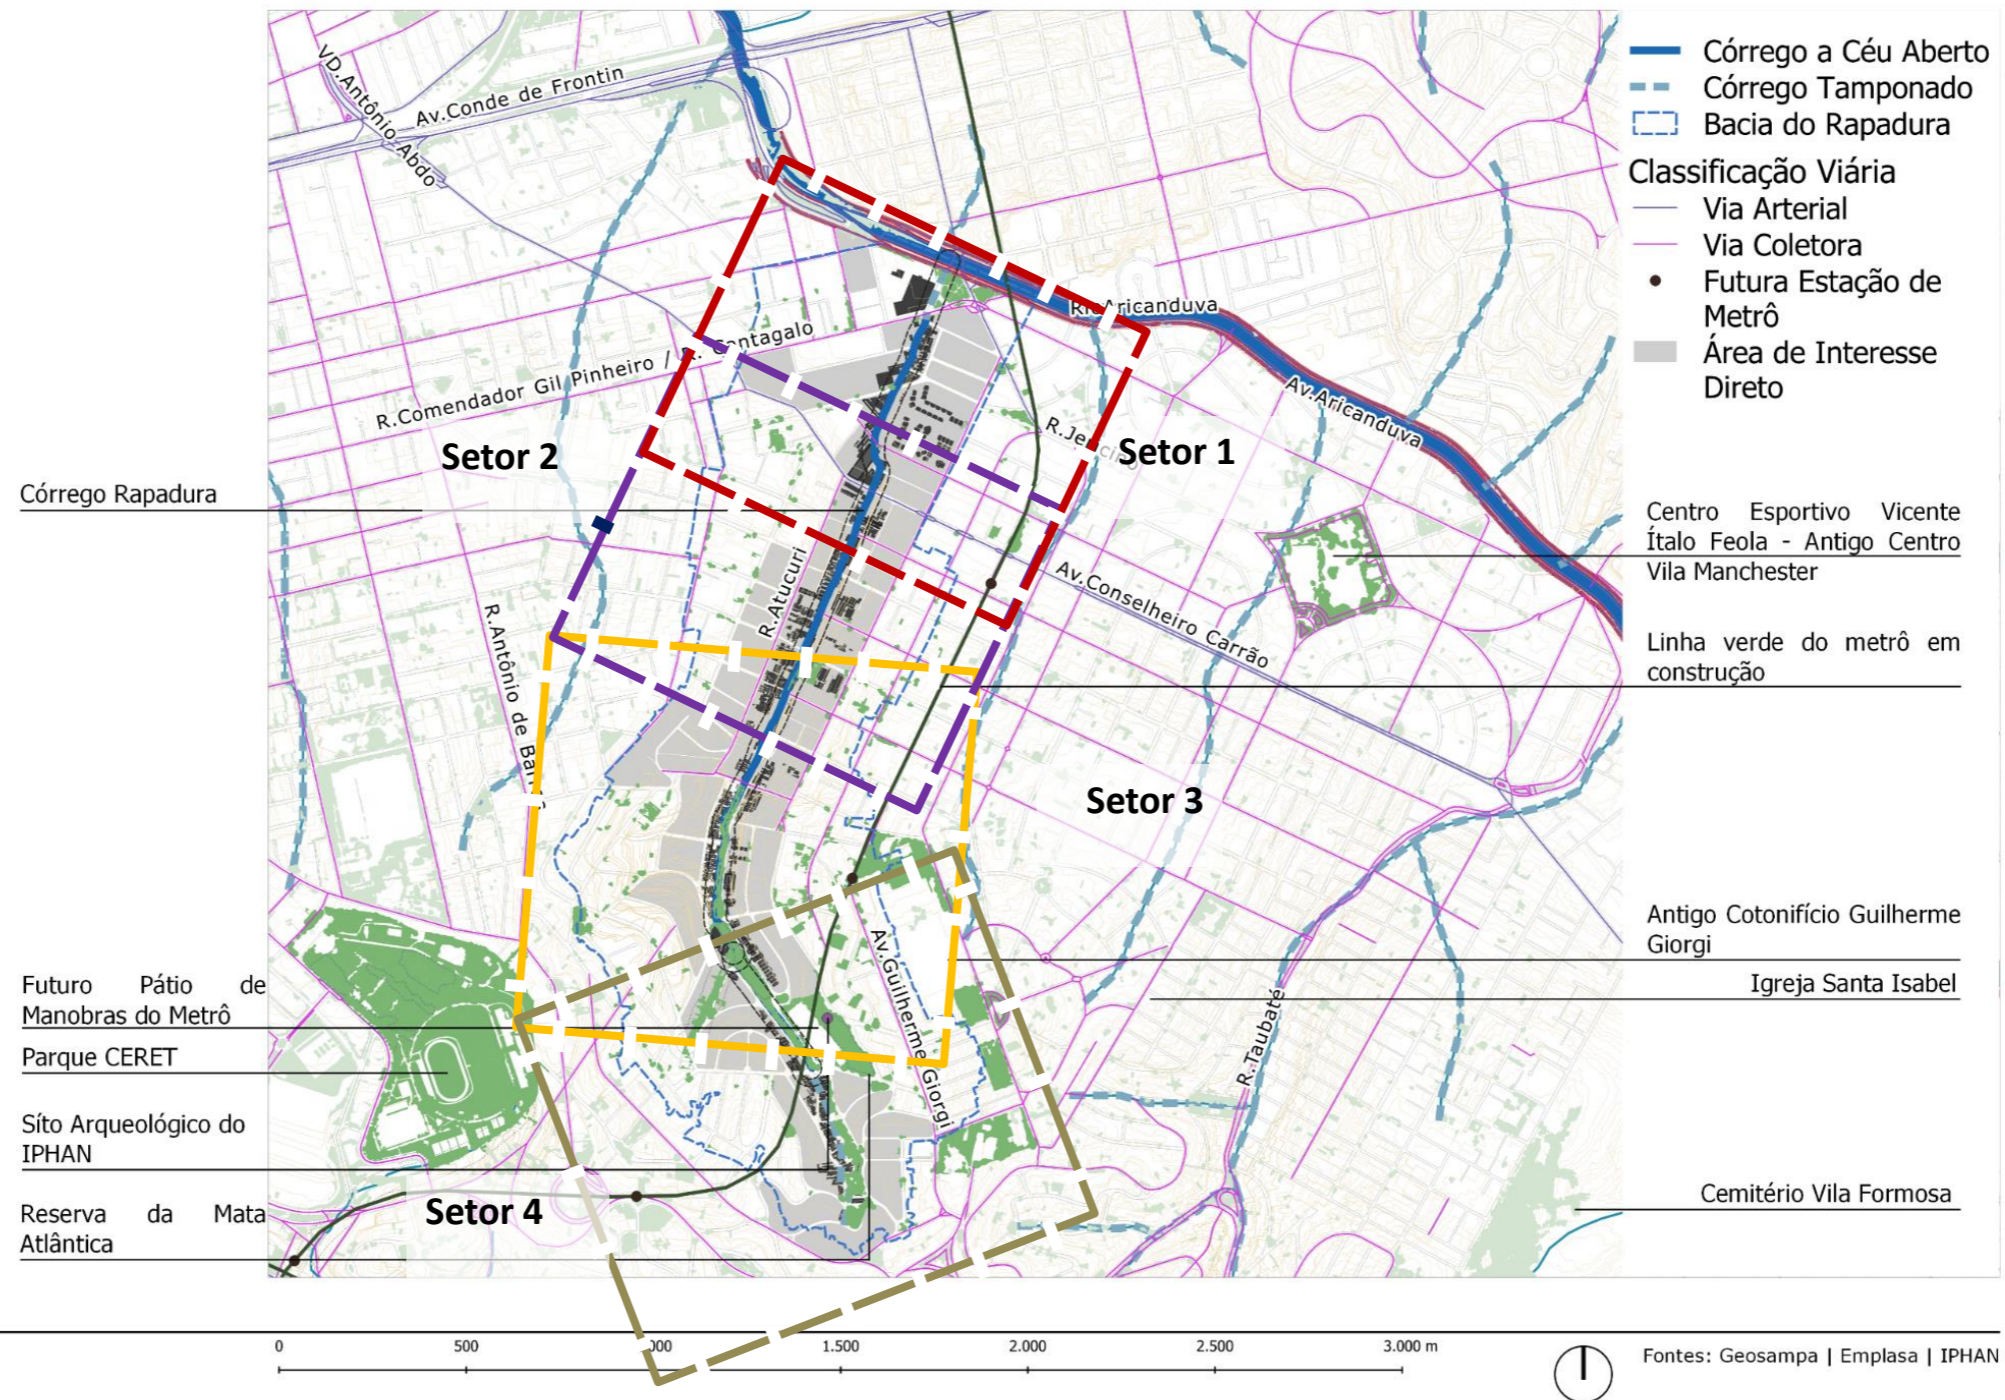 Córrego a Céu Aberto
Córrego Tamponado
Bacia do Rapadura
Classificação Viária
Via Arterial
Via Coletora
Futura Estação de
Metrô
Área de Interesse
Direto
VD.Antônio Abdo
Av.Conde de Frontin
Aricanduva
R.Comendador Gil Pinheiro / R. Cantagalo
Av.Aricanduva
Setor 2
Setor 1
Córrego Rapadura
Centro Esportivo Vicente
Ítalo Feola - Antigo Centro
Vila Manchester
R.Atucuri
Av.Conselheiro Carrão
R.Antônio de
Linha verde do metrô em
construção
Setor 3
Antigo Cotonifício Guilherme
Giorgi
Av.Guilherme Giorgi
Igreja Santa Isabel
Futuro Pátio de
Manobras do Metrô
R.Taubaté
Parque CERET
Síto Arqueológico do
IPHAN
Setor 4
Reserva da Mata
Atlântica
Cemitério Vila Formosa
0 500 1.500 2.000 2.500 3.000 m
Fontes: Geosampa | Emplasa | IPHAN